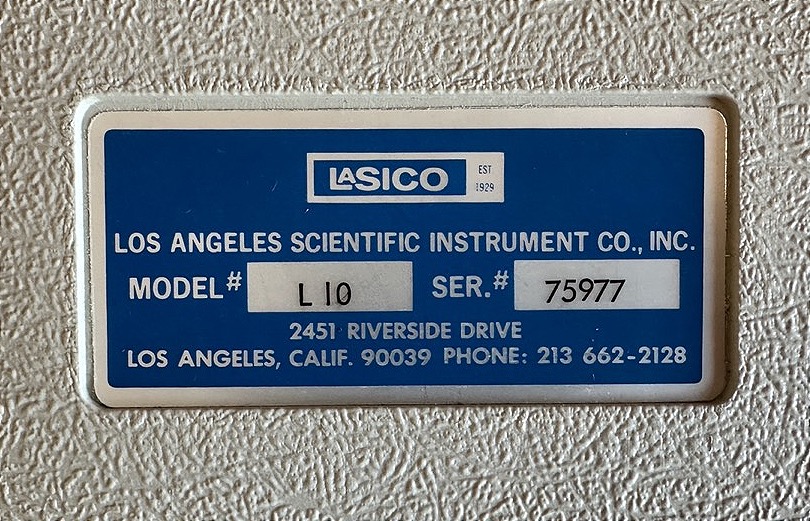 LASICO EST 1929
LOS ANGELES SCIENTIFIC INSTRUMENT CO., INC.
MODEL# L10 SER.# 75977
2451 RIVERSIDE DRIVE
LOS ANGELES, CALIF. 90039 PHONE: 213 662-2128